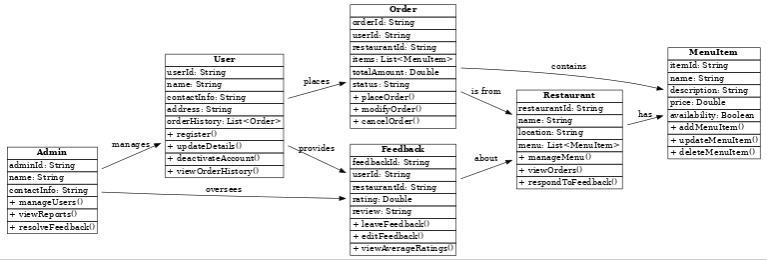 Admin
adminId: String
name: String
contactInfo: String
+ manageUsers()
+ viewReports()
+ resolveFeedback()
manages
oversees
User
userId: String
name: String
contactInfo: String
address: String
orderHistory: List<Order>
+ register()
+ updateDetails()
+ deactivateAccount()
+ viewOrderHistory()
places
provides
Order
orderId: String
userId: String
restaurantId: String
items: List<MenuItem>
totalAmount: Double
status: String
+ placeOrder()
+ modifyOrder()
+ cancelOrder()
Feedback
feedbackId: String
userId: String
restaurantId: String
rating: Double
review: String
+ leaveFeedback()
+ editFeedback()
+ viewAverageRatings()
contains
is from
about
Restaurant
restaurantId: String
name: String
location: String
menu: List<MenuItem>
+ manageMenu()
+ viewOrders()
+ respondToFeedback()
has
MenuItem
itemId: String
name: String
description: String
price: Double
availability: Boolean
+ addMenuItem()
+ updateMenuItem()
+ deleteMenuItem()